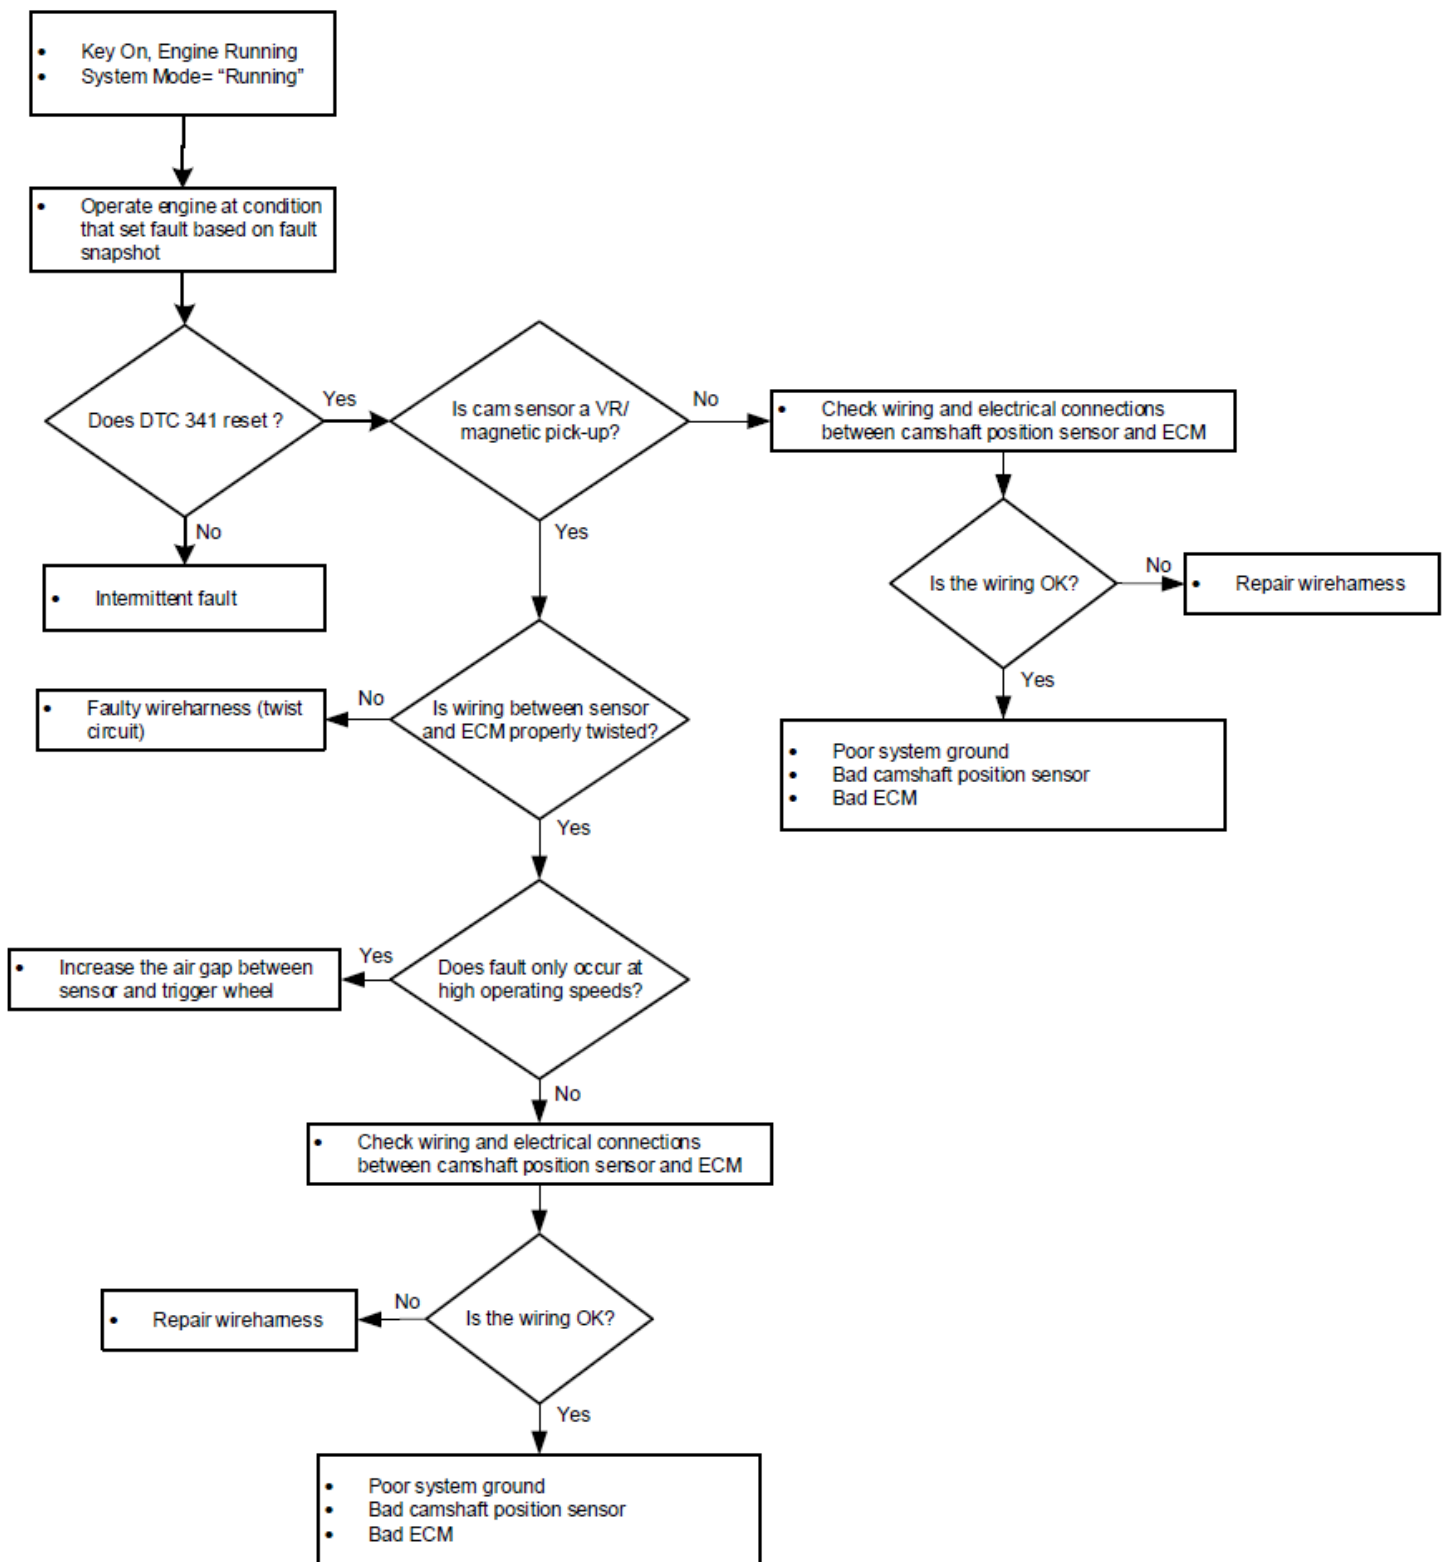 • Key On, Engine Running
• System Mode= “Running”
• Operate engine at condition
that set fault based on fault
snapshot
Does DTC 341 reset ?
Yes
No
• Intermittent fault
Is cam sensor a VR/
magnetic pick-up?
No
Yes
• Check wiring and electrical connections
between camshaft position sensor and ECM
Is the wiring OK?
No
• Repair wireharness
Yes
• Poor system ground
• Bad camshaft position sensor
• Bad ECM
Is wiring between sensor
and ECM properly twisted?
No
• Faulty wireharness (twist
circuit)
Yes
Does fault only occur at
high operating speeds?
Yes
• Increase the air gap between
sensor and trigger wheel
No
• Check wiring and electrical connections
between camshaft position sensor and ECM
Is the wiring OK?
No
• Repair wireharness
Yes
• Poor system ground
• Bad camshaft position sensor
• Bad ECM